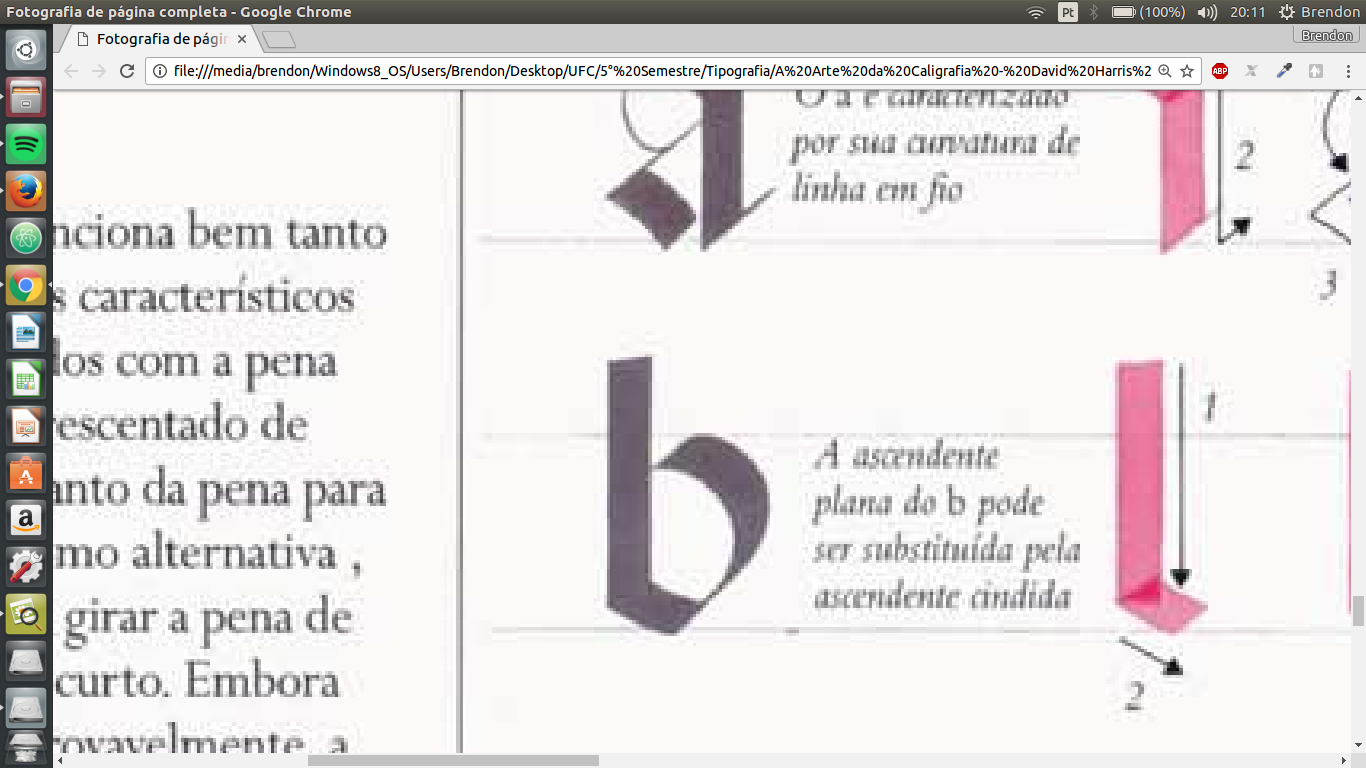 Fotografia de página completa - Google Chrome
Pt
(100%)
20:11
Brendon
Fotografia de págin
Brendon
file:///media/brendon/Windows8_OS/Users/Brendon/Desktop/UFC/5°%20Semestre/Tipografia/A%20Arte%20da%20Caligrafia%20-%20David%20Harris%2
ABP
nciona bem tanto
s característicos
los com a pena
rescentado de
anto da pena para
mo alternativa ,
girar a pena de
curto. Embora
rovavelmente, a
a
O a é caracterizado
por sua curvatura de
linha em fio
2
3
b
A ascendente
plana do b pode
ser substituída pela
ascendente cindida
1
2